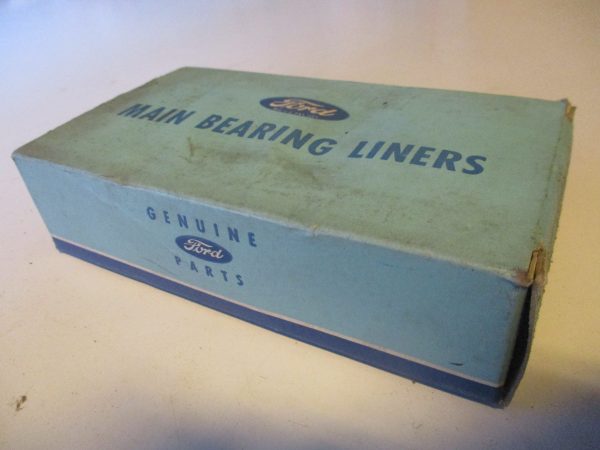 Ford
MAIN BEARING LINERS
GENUINE
Ford
PARTS